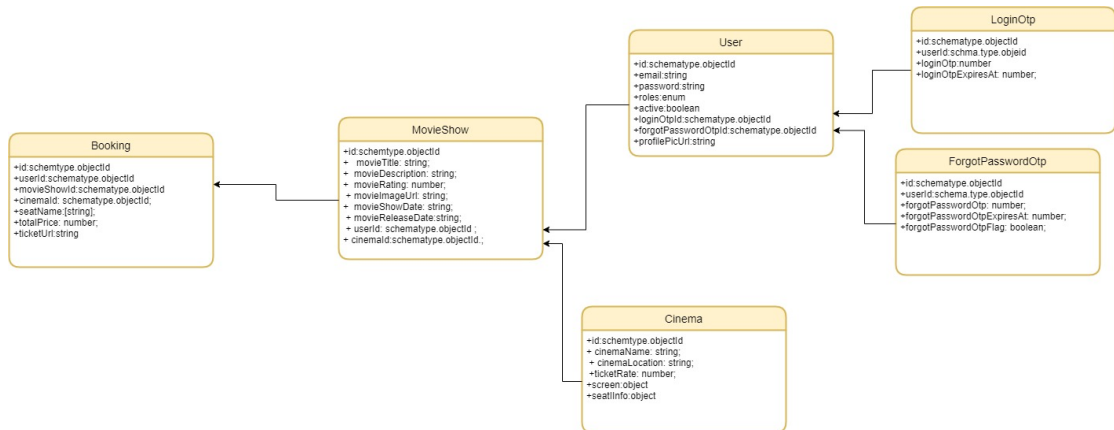 Booking
+id:schemtype.objectId
+userId:schematype.objectId
+movieShowId:schematype.objectId
+cinemaId: schematype.objectId;
+seatName:[string];
+totalPrice: number;
+ticketUrl:string
MovieShow
+id:schemtype.objectId
+ movieTitle: string;
+ movieDescription: string;
+ movieRating: number;
+ movieImageUrl: string;
+ movieShowDate: string;
+ movieReleaseDate:string;
+ userId: schematype.objectId ;
+ cinemaId:schematype.objectId.;
User
+id:schematype.objectId
+email:string
+password:string
+roles:enum
+active:boolean
+loginOtpId:schematype.objectId
+forgotPasswordOtpId:schematype.objectId
+profilePicUrl:string
Cinema
+id:schemtype.objectId
+ cinemaName: string;
+ cinemaLocation: string;
+ticketRate: number;
+screen:object
+seatIInfo:object
LoginOtp
+id:schematype.objectId
+userId:schma.type.objeid
+loginOtp:number
+loginOtpExpiresAt: number;
ForgotPasswordOtp
+id:schematype.objectId
+userId:schema.type.objectId
+forgotPasswordOtp: number;
+forgotPasswordOtpExpiresAt: number;
+forgotPasswordOtpFlag: boolean;